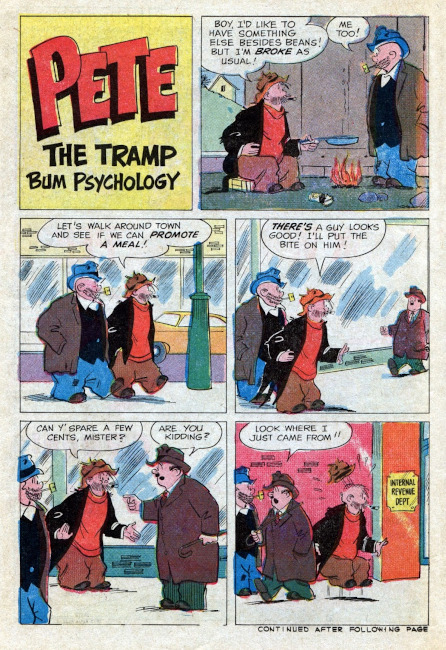 PETE
THE TRAMP
BUM PSYCHOLOGY
BOY, I'D LIKE TO
HAVE SOMETHING
ELSE BESIDES BEANS!
BUT I'M BROKE AS
USUAL!
ME
TOO!
LET'S WALK AROUND TOWN
AND SEE IF WE CAN PROMOTE
A MEAL!
THERE'S A GUY LOOKS
GOOD! I'LL PUT THE
BITE ON HIM!
CAN Y' SPARE A FEW
CENTS, MISTER?
ARE YOU
KIDDING?
LOOK WHERE I
JUST CAME FROM!!
INTERNAL
REVENUE
DEPT.
CONTINUED AFTER FOLLOWING PAGE